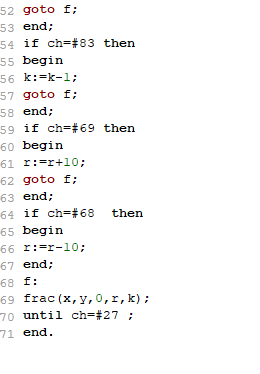 52 goto f;
53 end;
54 if ch=#83 then
55 begin
56 k:=k-1;
57 goto f;
58 end;
59 if ch=#69 then
60 begin
61 r:=r+10;
62 goto f;
63 end;
64 if ch=#68  then
65 begin
66 r:=r-10;
67 end;
68 f:
69 frac(x,y,0,r,k);
70 until ch=#27 ;
71 end.